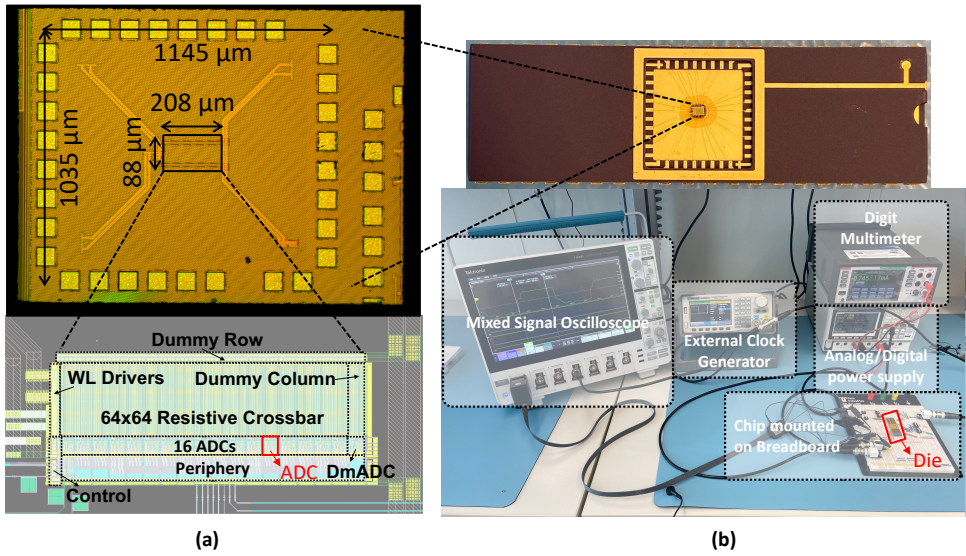 1145 µm
208 µm
88 µm
1035 µm
Dummy Row
WL Drivers
Dummy Column
64x64 Resistive Crossbar
16 ADCs
Periphery
ADC
DmADC
Control
(a)
Tektronix
Mixed Signal Oscilloscope
External Clock
Generator
Digit
Multimeter
Analog/Digital
power supply
Chip mounted
on Breadboard
Die
(b)